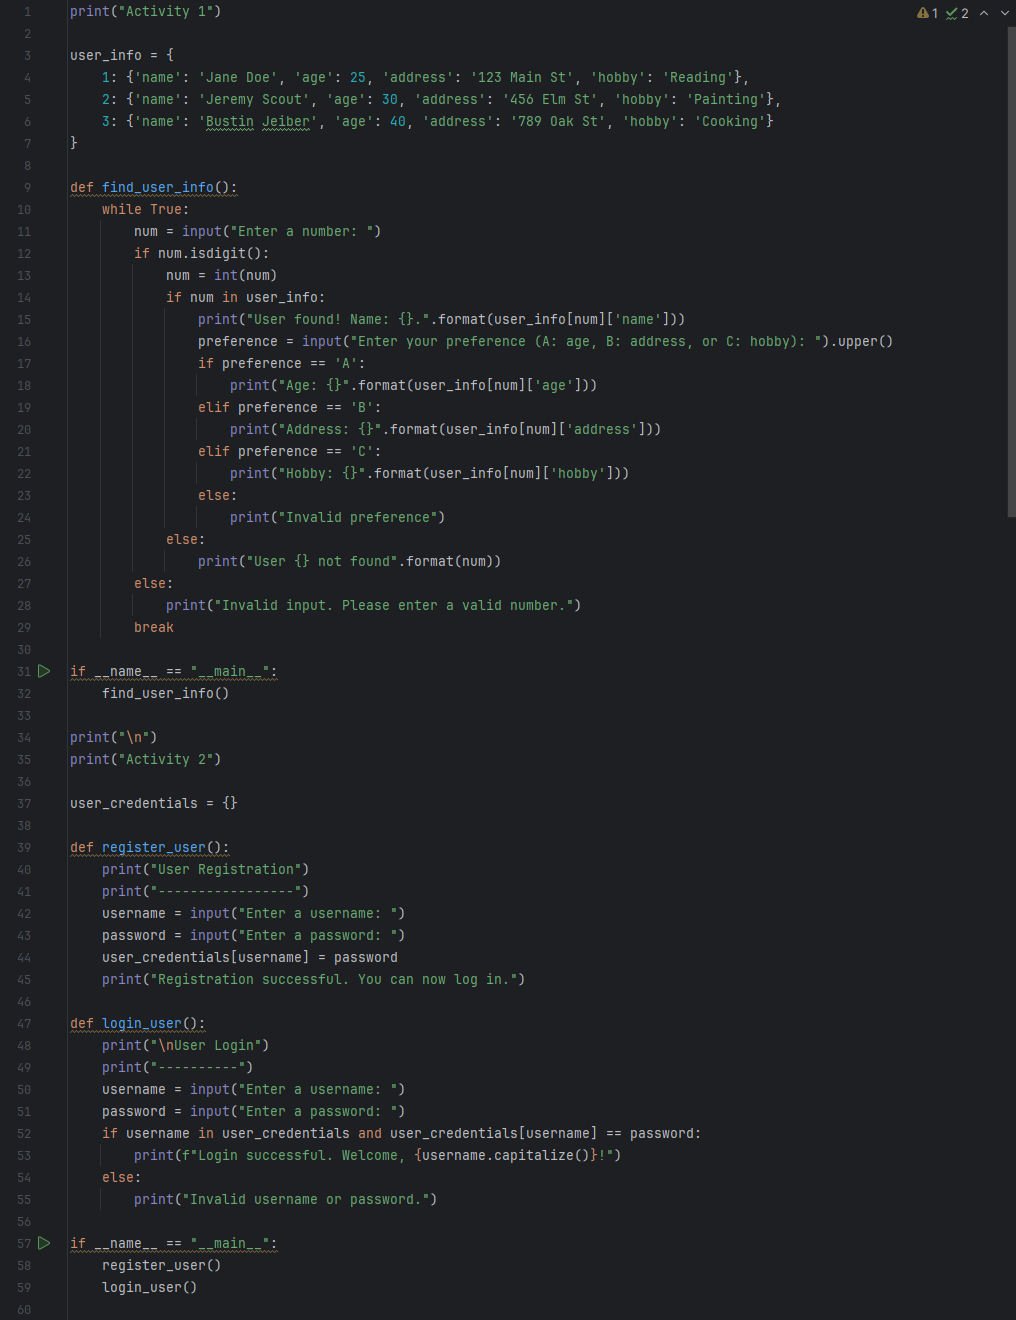 1 print("Activity 1")
⚠1 ✓2
2
3 user_info = {
4     1: {'name': 'Jane Doe', 'age': 25, 'address': '123 Main St', 'hobby': 'Reading'},
5     2: {'name': 'Jeremy Scout', 'age': 30, 'address': '456 Elm St', 'hobby': 'Painting'},
6     3: {'name': 'Bustin Jeiber', 'age': 40, 'address': '789 Oak St', 'hobby': 'Cooking'}
7 }
8
9 def find_user_info():
10     while True:
11         num = input("Enter a number: ")
12         if num.isdigit():
13             num = int(num)
14             if num in user_info:
15                 print("User found! Name: {}.".format(user_info[num]['name']))
16                 preference = input("Enter your preference (A: age, B: address, or C: hobby): ").upper()
17                 if preference == 'A':
18                     print("Age: {}".format(user_info[num]['age']))
19                 elif preference == 'B':
20                     print("Address: {}".format(user_info[num]['address']))
21                 elif preference == 'C':
22                     print("Hobby: {}".format(user_info[num]['hobby']))
23                 else:
24                     print("Invalid preference")
25             else:
26                 print("User {} not found".format(num))
27         else:
28             print("Invalid input. Please enter a valid number.")
29         break
30
31 if __name__ == "__main__":
32     find_user_info()
33
34 print("\n")
35 print("Activity 2")
36
37 user_credentials = {}
38
39 def register_user():
40     print("User Registration")
41     print("-----------------")
42     username = input("Enter a username: ")
43     password = input("Enter a password: ")
44     user_credentials[username] = password
45     print("Registration successful. You can now log in.")
46
47 def login_user():
48     print("\nUser Login")
49     print("----------")
50     username = input("Enter a username: ")
51     password = input("Enter a password: ")
52     if username in user_credentials and user_credentials[username] == password:
53         print(f"Login successful. Welcome, {username.capitalize()}!")
54     else:
55         print("Invalid username or password.")
56
57 if __name__ == "__main__":
58     register_user()
59     login_user()
60